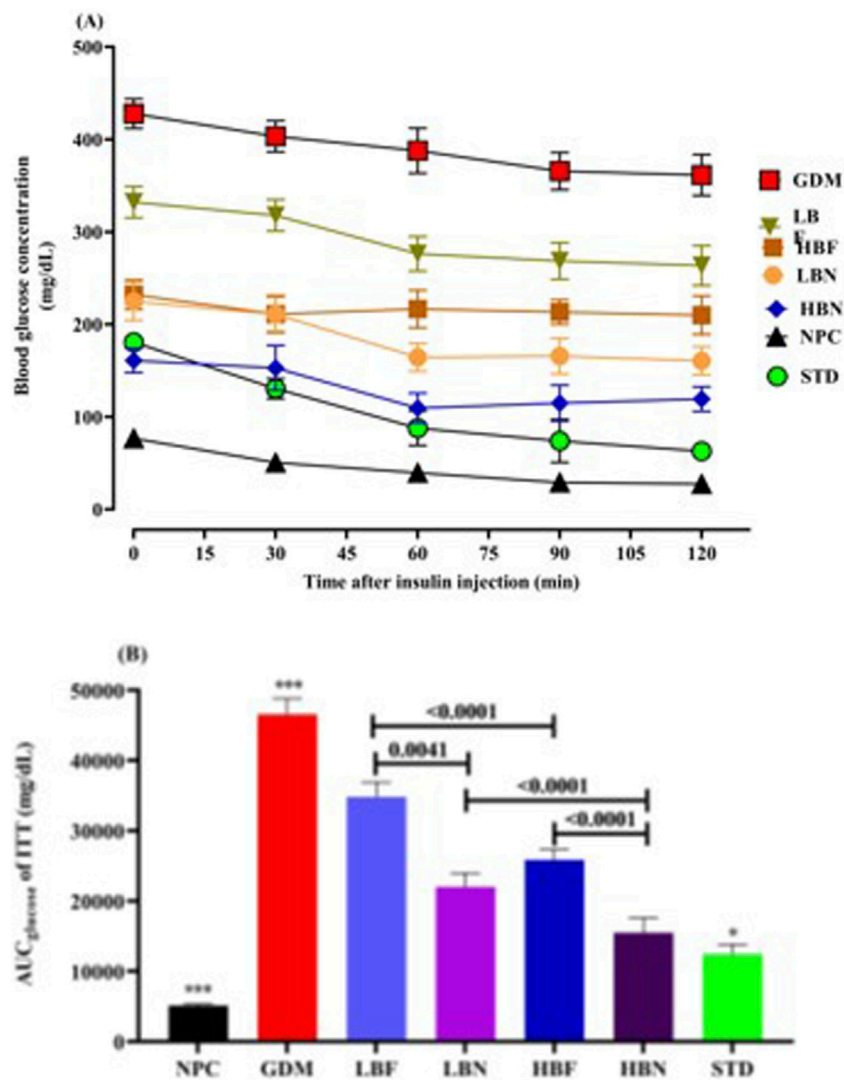 (A)
500
400
300
200
100
0
Blood glucose concentration
(mg/dL)
0 15 30 45 60 75 90 105 120
Time after insulin injection (min)
GDM
LB
F
HBF
LBN
HBN
NPC
STD
(B)
50000
40000
30000
20000
10000
0
AUCglucose of ITT (mg/dL)
***
***
<0.0001
0.0041
<0.0001
<0.0001
*
NPC GDM LBF LBN HBF HBN STD